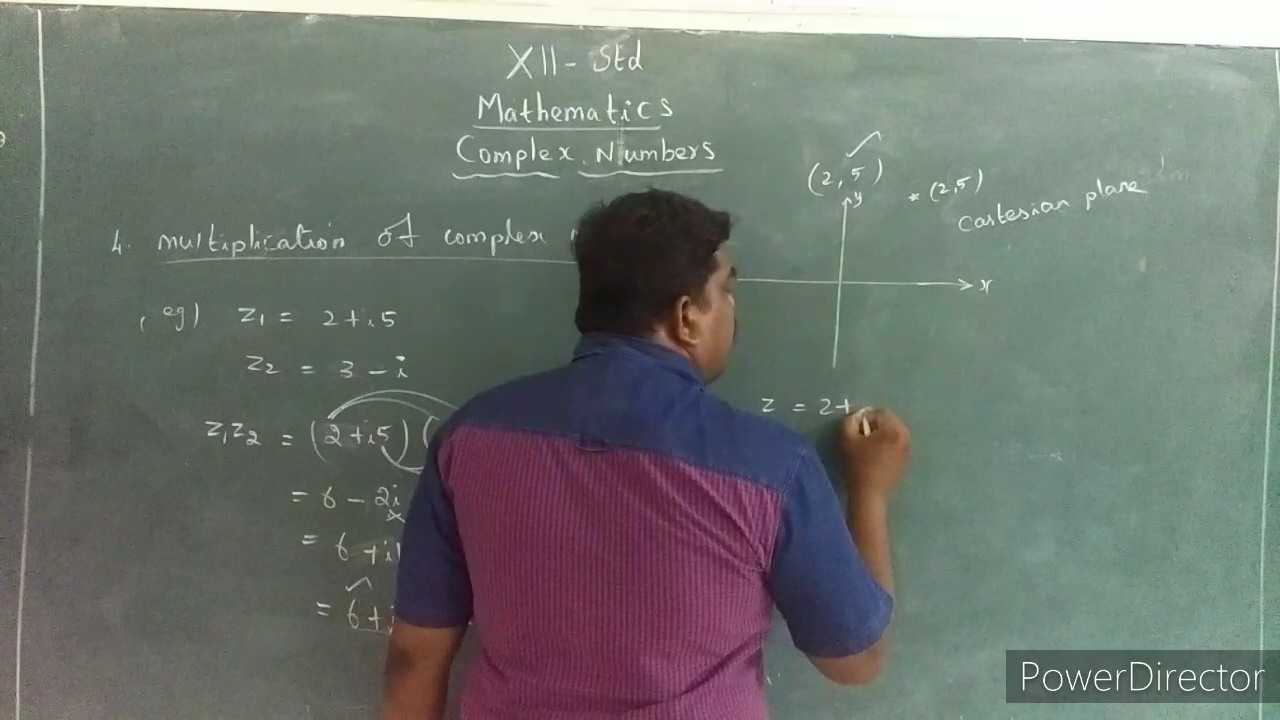 XII - Std
Mathematics
Complex Numbers
4. multiplication of complex
eg) Z1 = 2+i5
Z2 = 3-i
Z1Z2 = (2+i5)(
= 6 - 2i
= 6 +i
= 6+i
(2,5)
y
* (2,5)
Cartesian plane
x
Z = 2+
PowerDirector